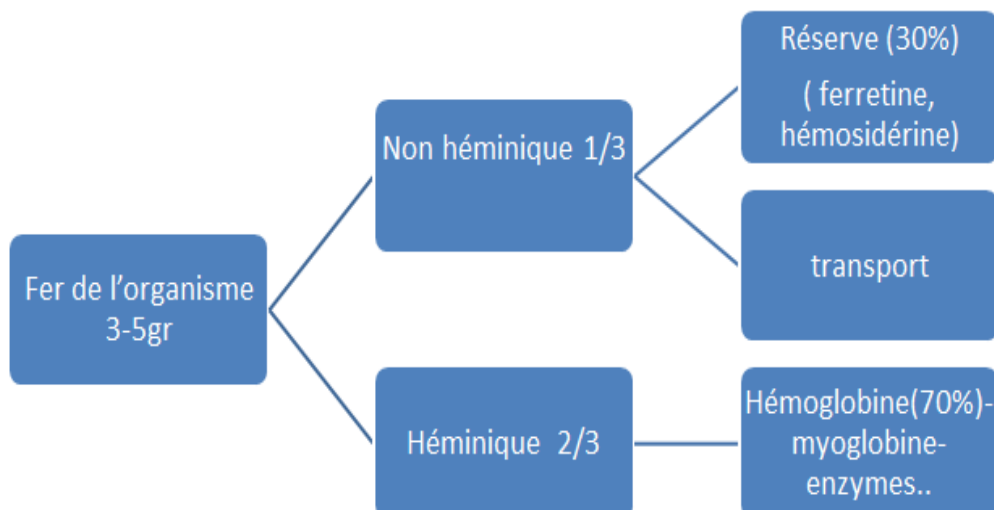 Fer de l'organisme
3-5gr
Non héminique 1/3
Réserve (30%)
( ferretine,
hémosidérine)
transport
Héminique 2/3
Hémoglobine(70%)-
myoglobine-
enzymes..